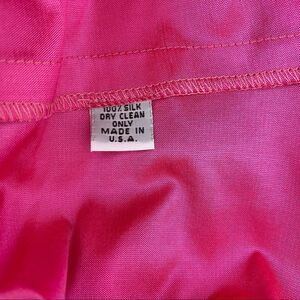 100% SILK
DRY CLEAN
ONLY
MADE IN
U.S.A.